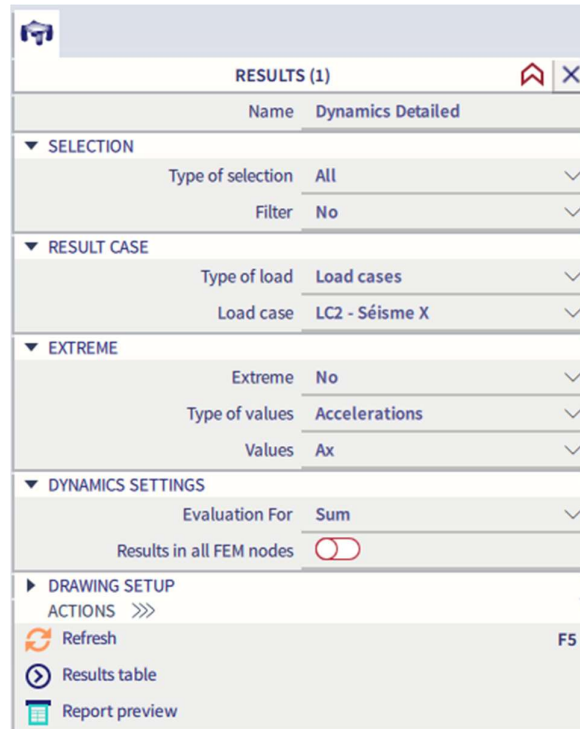 RESULTS (1)
Name Dynamics Detailed
SELECTION
Type of selection All
Filter No
RESULT CASE
Type of load Load cases
Load case LC2 - Séisme X
EXTREME
Extreme No
Type of values Accelerations
Values Ax
DYNAMICS SETTINGS
Evaluation For Sum
Results in all FEM nodes
DRAWING SETUP
ACTIONS >>>
Refresh F5
Results table
Report preview